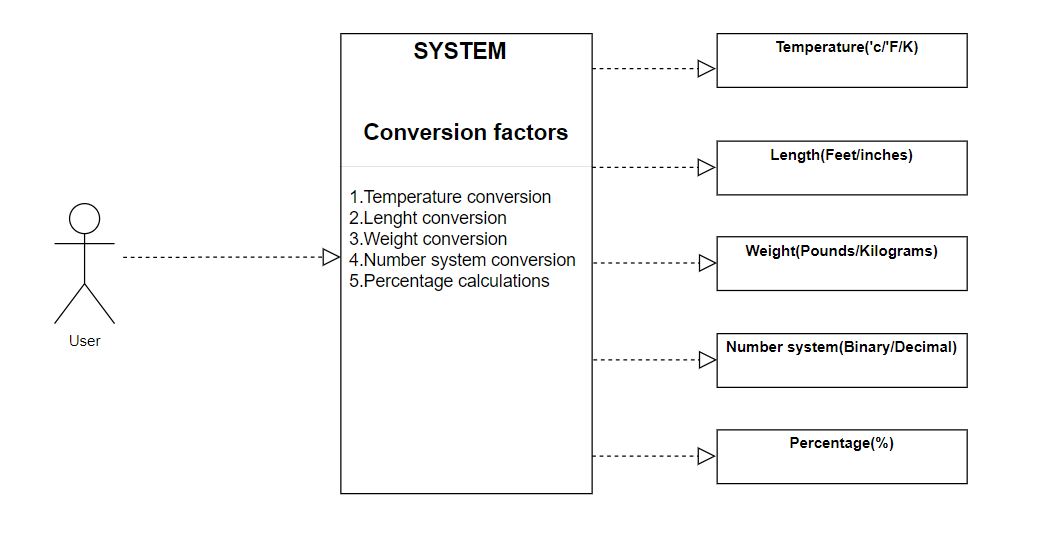 SYSTEM
Conversion factors
1.Temperature conversion
2.Lenght conversion
3.Weight conversion
4.Number system conversion
5.Percentage calculations
User
Temperature('c/'F/K)
Length(Feet/inches)
Weight(Pounds/Kilograms)
Number system(Binary/Decimal)
Percentage(%)